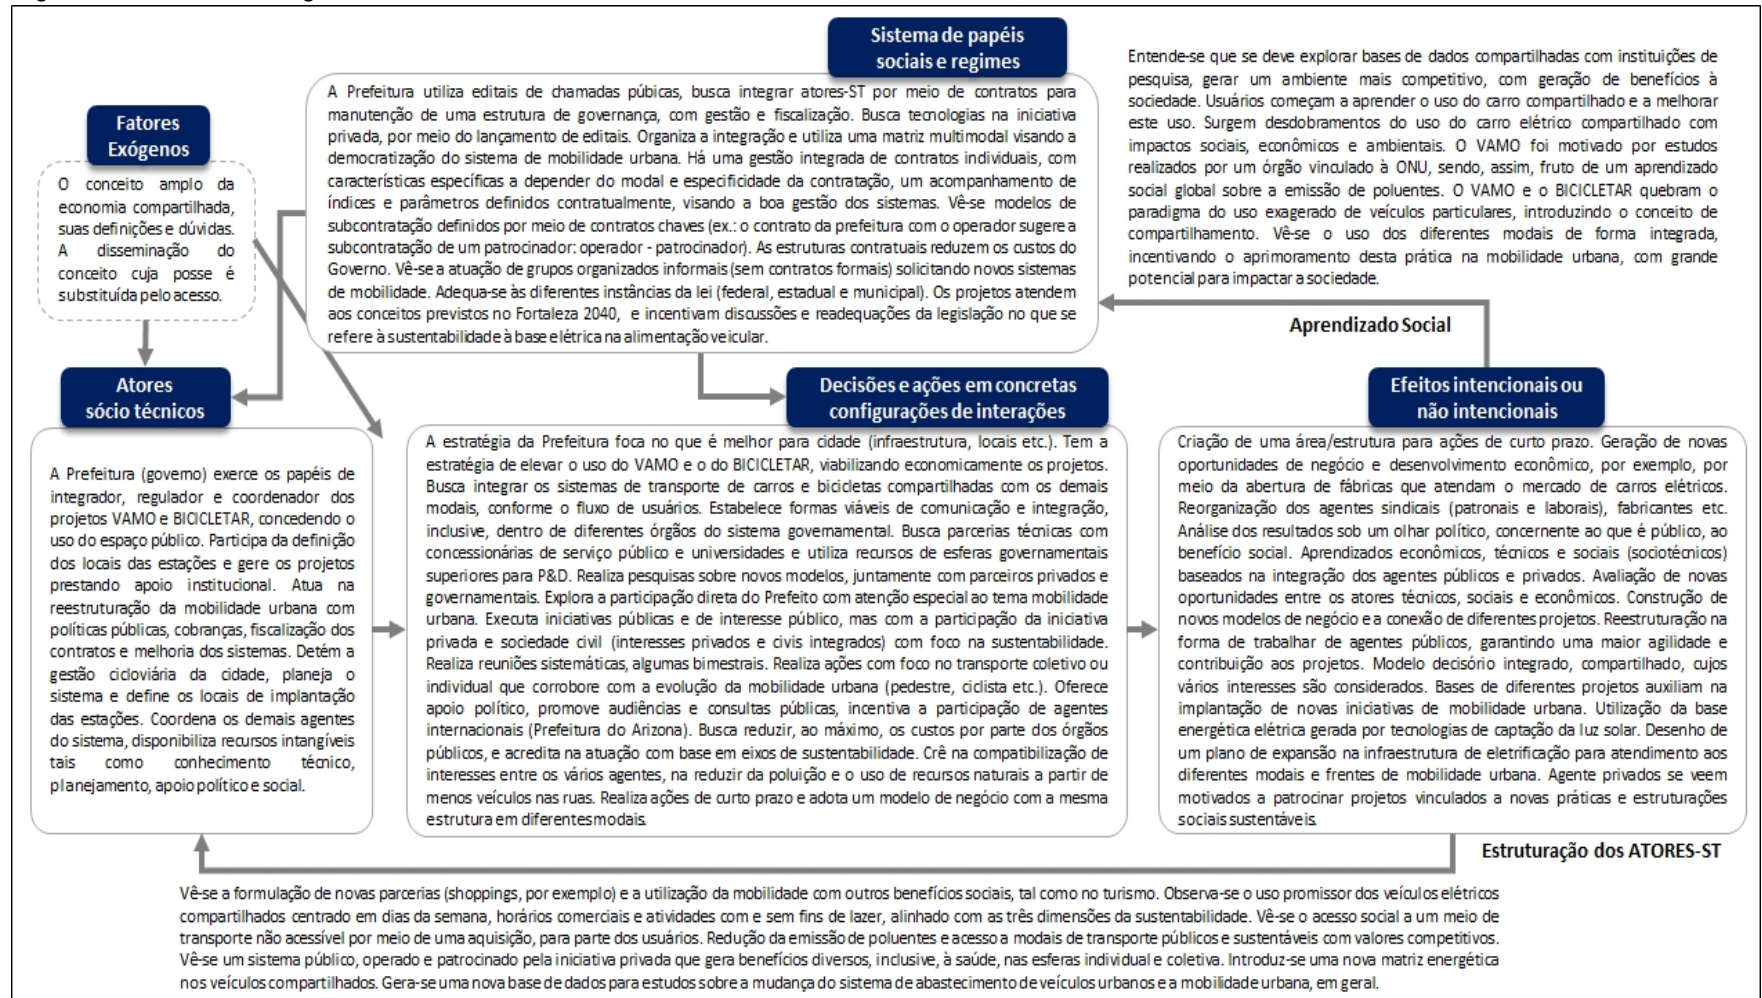 Sistema de papéis
sociais e regimes
A Prefeitura utiliza editais de chamadas púbicas, busca integrar atores-ST por meio de contratos para
manutenção de uma estrutura de governança, com gestão e fiscalização. Busca tecnologias na iniciativa
privada, por meio do lançamento de editais. Organiza a integração e utiliza uma matriz multimodal visando a
democratização do sistema de mobilidade urbana. Há uma gestão integrada de contratos individuais, com
características específicas a depender do modal e especificidade da contratação, um acompanhamento de
índices e parâmetros definidos contratualmente, visando a boa gestão dos sistemas. Vê-se modelos de
subcontratação definidos por meio de contratos chaves (ex.: o contrato da prefeitura com o operador sugere a
subcontratação de um patrocinador: operador - patrocinador). As estruturas contratuais reduzem os custos do
Governo. Vê-se a atuação de grupos organizados informais (sem contratos formais) solicitando novos sistemas
de mobilidade. Adequa-se às diferentes instâncias da lei (federal, estadual e municipal). Os projetos atendem
aos conceitos previstos no Fortaleza 2040, e incentivam discussões e readequações da legislação no que se
refere à sustentabilidade à base elétrica na alimentação veicular.
Entende-se que se deve explorar bases de dados compartilhadas com instituições de
pesquisa, gerar um ambiente mais competitivo, com geração de benefícios à
sociedade. Usuários começam a aprender o uso do carro compartilhado e a melhorar
este uso. Surgem desdobramentos do uso do carro elétrico compartilhado com
impactos sociais, econômicos e ambientais. O VAMO foi motivado por estudos
realizados por um órgão vinculado à ONU, sendo, assim, fruto de um aprendizado
social global sobre a emissão de poluentes. O VAMO e o BICICLETAR quebram o
paradigma do uso exagerado de veículos particulares, introduzindo o conceito de
compartilhamento. Vê-se o uso dos diferentes modais de forma integrada,
incentivando o aprimoramento desta prática na mobilidade urbana, com grande
potencial para impactar a sociedade.
Fatores
Exógenos
O conceito amplo da
economia compartilhada,
suas definições e dúvidas.
A disseminação do
conceito cuja posse é
substituída pelo acesso.
Aprendizado Social
Atores
sócio técnicos
A Prefeitura (governo) exerce os papéis de
integrador, regulador e coordenador dos
projetos VAMO e BICICLETAR, concedendo o
uso do espaço público. Participa da definição
dos locais das estações e gere os projetos
prestando apoio institucional. Atua na
reestruturação da mobilidade urbana com
políticas públicas, cobranças, fiscalização dos
contratos e melhoria dos sistemas. Detém a
gestão cicloviária da cidade, planeja o
sistema e define os locais de implantação
das estações. Coordena os demais agentes
do sistema, disponibiliza recursos intangíveis
tais como conhecimento técnico,
planejamento, apoio político e social.
Decisões e ações em concretas
configurações de interações
A estratégia da Prefeitura foca no que é melhor para cidade (infraestrutura, locais etc.). Tem a
estratégia de elevar o uso do VAMO e o do BICICLETAR, viabilizando economicamente os projetos.
Busca integrar os sistemas de transporte de carros e bicicletas compartilhadas com os demais
modais, conforme o fluxo de usuários. Estabelece formas viáveis de comunicação e integração,
inclusive, dentro de diferentes órgãos do sistema governamental. Busca parcerias técnicas com
concessionárias de serviço público e universidades e utiliza recursos de esferas governamentais
superiores para P&D. Realiza pesquisas sobre novos modelos, juntamente com parceiros privados e
governamentais. Explora a participação direta do Prefeito com atenção especial ao tema mobilidade
urbana. Executa iniciativas públicas e de interesse público, mas com a participação da iniciativa
privada e sociedade civil (interesses privados e civis integrados) com foco na sustentabilidade.
Realiza reuniões sistemáticas, algumas bimestrais. Realiza ações com foco no transporte coletivo ou
individual que corrobore com a evolução da mobilidade urbana (pedestre, ciclista etc.). Oferece
apoio político, promove audiências e consultas públicas, incentiva a participação de agentes
internacionais (Prefeitura do Arizona). Busca reduzir, ao máximo, os custos por parte dos órgãos
públicos, e acredita na atuação com base em eixos de sustentabilidade. Crê na compatibilização de
interesses entre os vários agentes, na reduzir da poluição e o uso de recursos naturais a partir de
menos veículos nas ruas. Realiza ações de curto prazo e adota um modelo de negócio com a mesma
estrutura em diferentes modais.
Efeitos intencionais ou
não intencionais
Criação de uma área/estrutura para ações de curto prazo. Geração de novas
oportunidades de negócio e desenvolvimento econômico, por exemplo, por
meio da abertura de fábricas que atendam o mercado de carros elétricos.
Reorganização dos agentes sindicais (patronais e laborais), fabricantes etc.
Análise dos resultados sob um olhar político, concernente ao que é público, ao
benefício social. Aprendizados econômicos, técnicos e sociais (sociotécnicos)
baseados na integração dos agentes públicos e privados. Avaliação de novas
oportunidades entre os atores técnicos, sociais e econômicos. Construção de
novos modelos de negócio e a conexão de diferentes projetos. Reestruturação na
forma de trabalhar de agentes públicos, garantindo uma maior agilidade e
contribuição aos projetos. Modelo decisório integrado, compartilhado, cujos
vários interesses são considerados. Bases de diferentes projetos auxiliam na
implantação de novas iniciativas de mobilidade urbana. Utilização da base
energética elétrica gerada por tecnologias de captação da luz solar. Desenho de
um plano de expansão na infraestrutura de eletrificação para atendimento aos
diferentes modais e frentes de mobilidade urbana. Agente privados se veem
motivados a patrocinar projetos vinculados a novas práticas e estruturações
sociais sustentáveis.
Estruturação dos ATORES-ST
Vê-se a formulação de novas parcerias (shoppings, por exemplo) e a utilização da mobilidade com outros benefícios sociais, tal como no turismo. Observa-se o uso promissor dos veículos elétricos
compartilhados centrado em dias da semana, horários comerciais e atividades com e sem fins de lazer, alinhado com as três dimensões da sustentabilidade. Vê-se o acesso social a um meio de
transporte não acessível por meio de uma aquisição, para parte dos usuários. Redução da emissão de poluentes e acesso a modais de transporte públicos e sustentáveis com valores competitivos.
Vê-se um sistema público, operado e patrocinado pela iniciativa privada que gera benefícios diversos, inclusive, à saúde, nas esferas individual e coletiva. Introduz-se uma nova matriz energética
nos veículos compartilhados. Gera-se uma nova base de dados para estudos sobre a mudança do sistema de abastecimento de veículos urbanos e a mobilidade urbana, em geral.